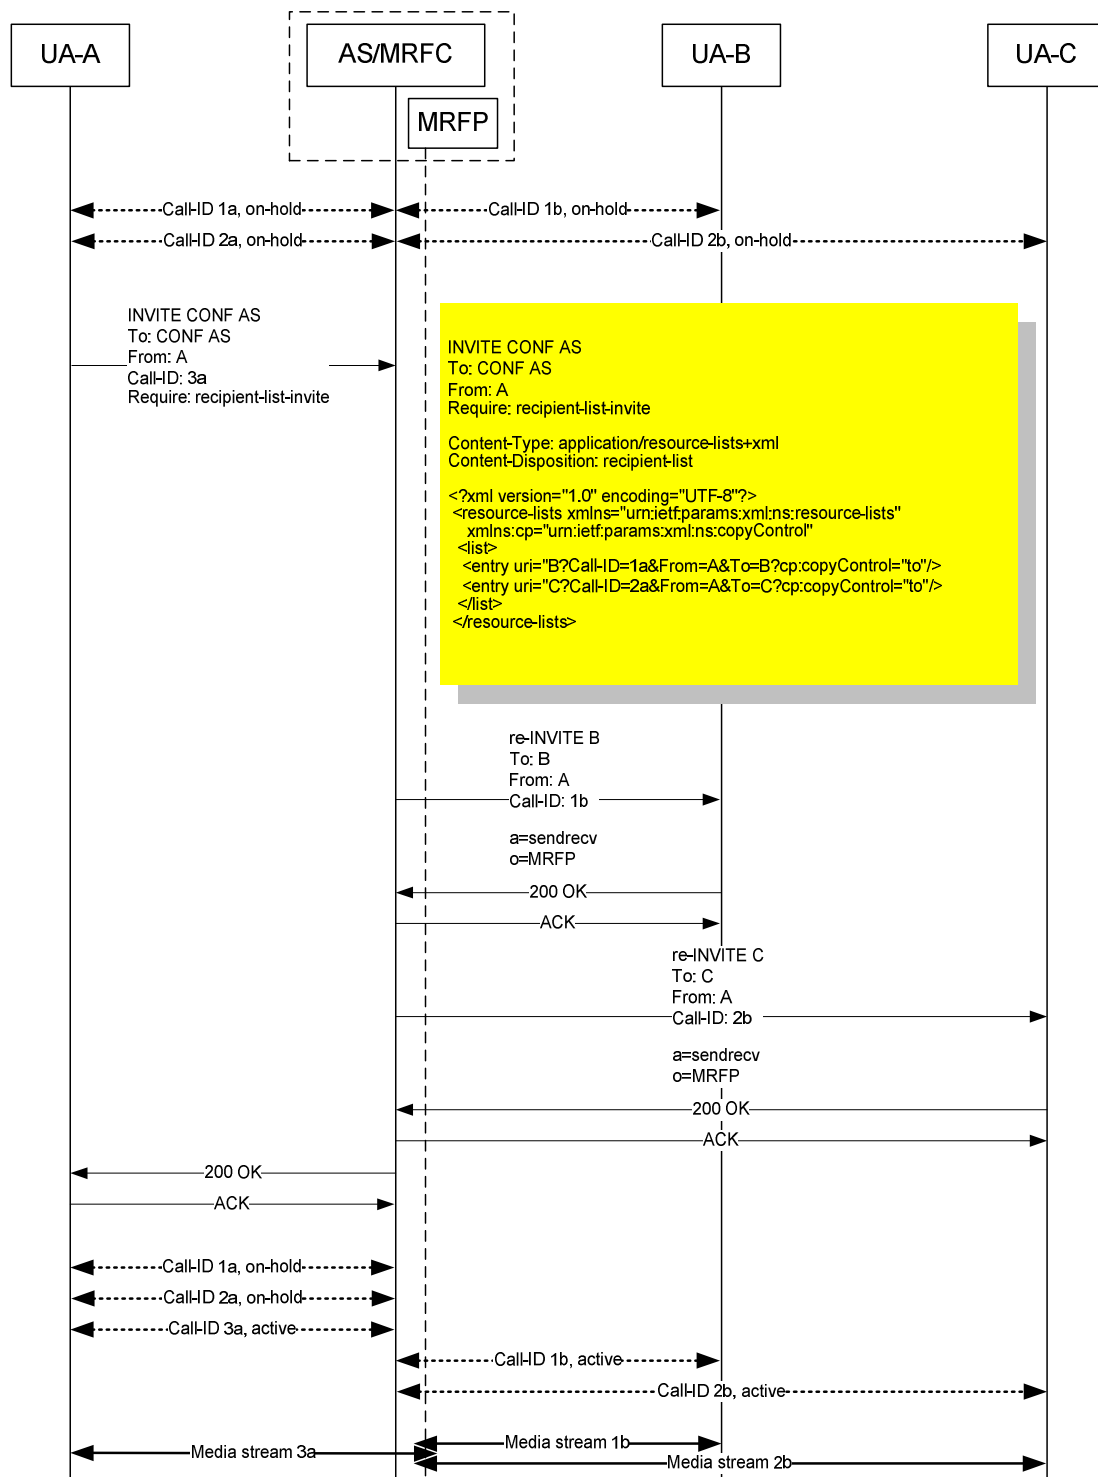 UA-A
AS/MRFC
UA-B
UA-C
MRFP
Call-ID 1a, on-hold
Call-ID 1b, on-hold
Call-ID 2a, on-hold
Call-ID 2b, on-hold
INVITE CONF AS
To: CONF AS
From: A
Call-ID: 3a
Require: recipient-list-invite
INVITE CONF AS
To: CONF AS
From: A
Require: recipient-list-invite
Content-Type: application/resource-lists+xml
Content-Disposition: recipient-list
<?xml version="1.0" encoding="UTF-8"?>
<resource-lists xmlns="urn:ietf:params:xml:ns:resource-lists"
xmlns:cp="urn:ietf:params:xml:ns:copyControl"
<list>
<entry uri="B?Call-ID=1a&From=A&To=B?cp:copyControl="to"/>
<entry uri="C?Call-ID=2a&From=A&To=C?cp:copyControl="to"/>
</list>
</resource-lists>
re-INVITE B
To: B
From: A
Call-ID: 1b
a=sendrecv
o=MRFP
200 OK
ACK
re-INVITE C
To: C
From: A
Call-ID: 2b
a=sendrecv
o=MRFP
200 OK
ACK
200 OK
ACK
Call-ID 1a, on-hold
Call-ID 2a, on-hold
Call-ID 3a, active
Call-ID 1b, active
Call-ID 2b, active
Media stream 1b
Media stream 3a
Media stream 2b